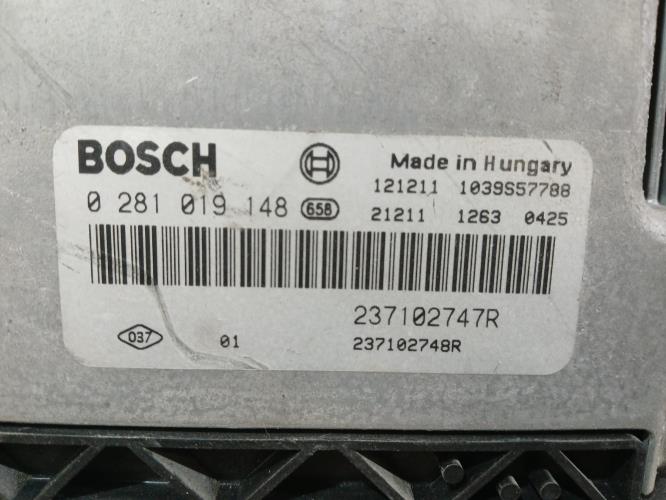 BOSCH
Made in Hungary
121211 1039S57788
0 281 019 148 658 21211 1263 0425
237102747R
037 01 237102748R